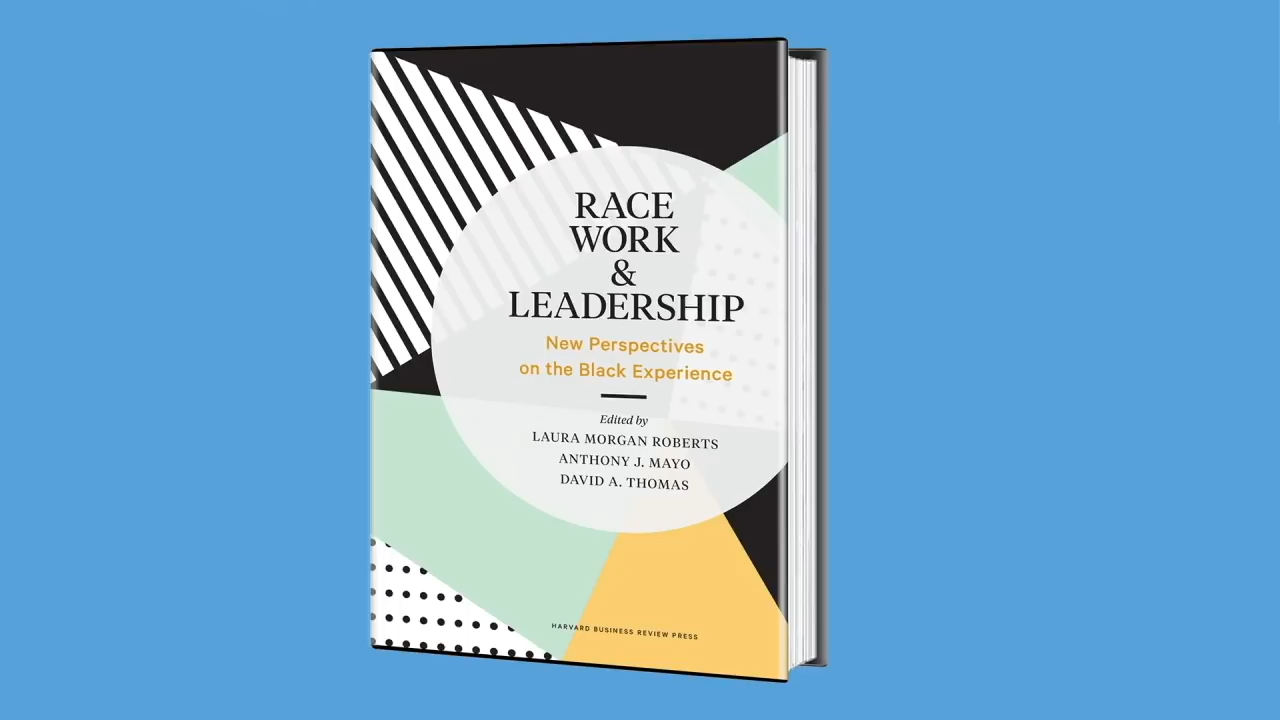 RACE
WORK
&
LEADERSHIP
New Perspectives
on the Black Experience
Edited by
LAURA MORGAN ROBERTS
ANTHONY J. MAYO
DAVID A. THOMAS
HARVARD BUSINESS REVIEW PRESS